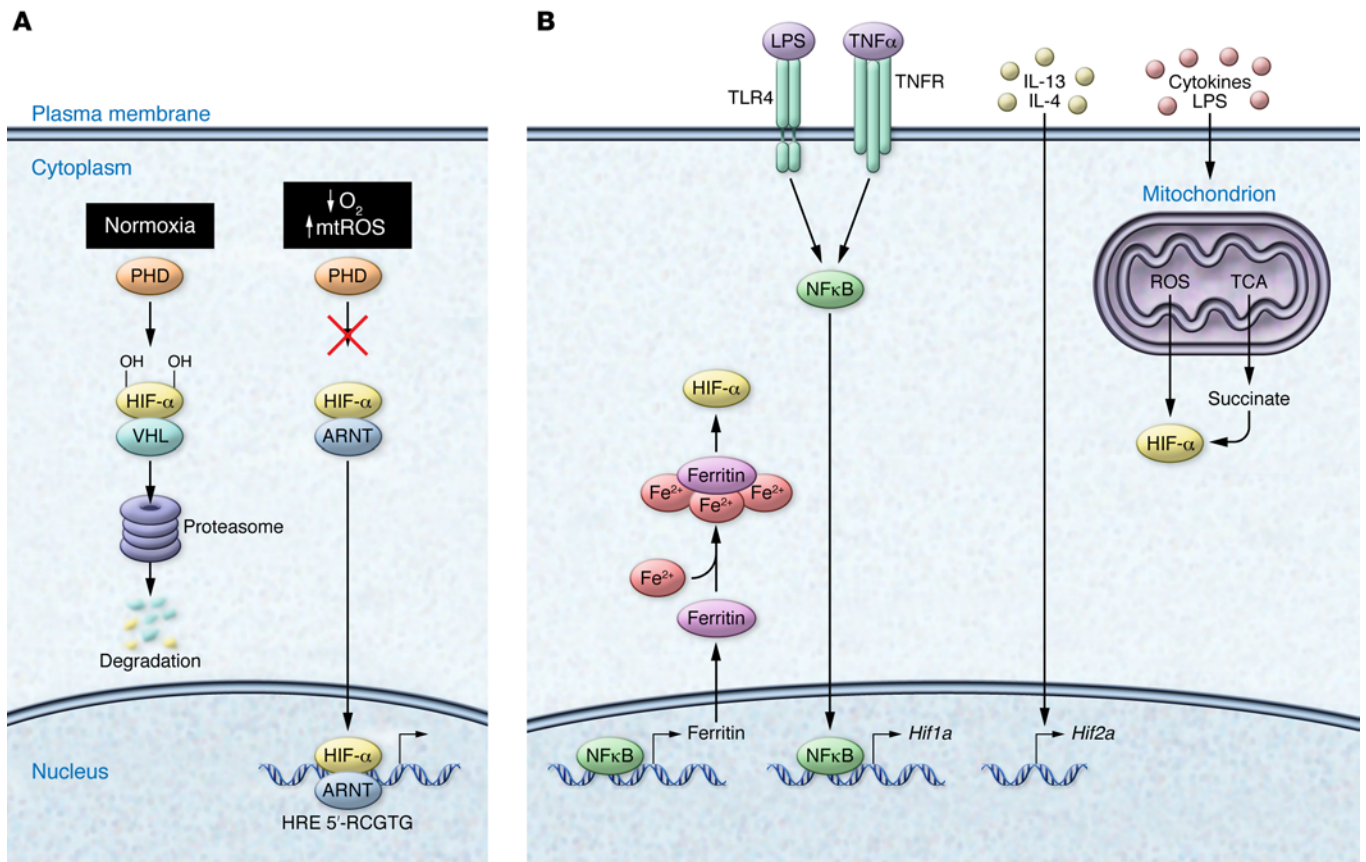 A
Plasma membrane
Cytoplasm
Normoxia
↓ O₂
↑ mtROS
PHD
PHD
OH
OH
HIF-α
VHL
HIF-α
ARNT
Proteasome
Degradation
Nucleus
HIF-α
ARNT
HRE 5′-RCGTG
B
LPS
TNFα
TLR4
TNFR
IL-13
IL-4
Cytokines
LPS
Mitochondrion
ROS
TCA
NFκB
Succinate
HIF-α
HIF-α
Ferritin
Fe²⁺
Fe²⁺
Fe²⁺
Fe²⁺
Ferritin
NFκB
Ferritin
NFκB
Hif1a
Hif2a